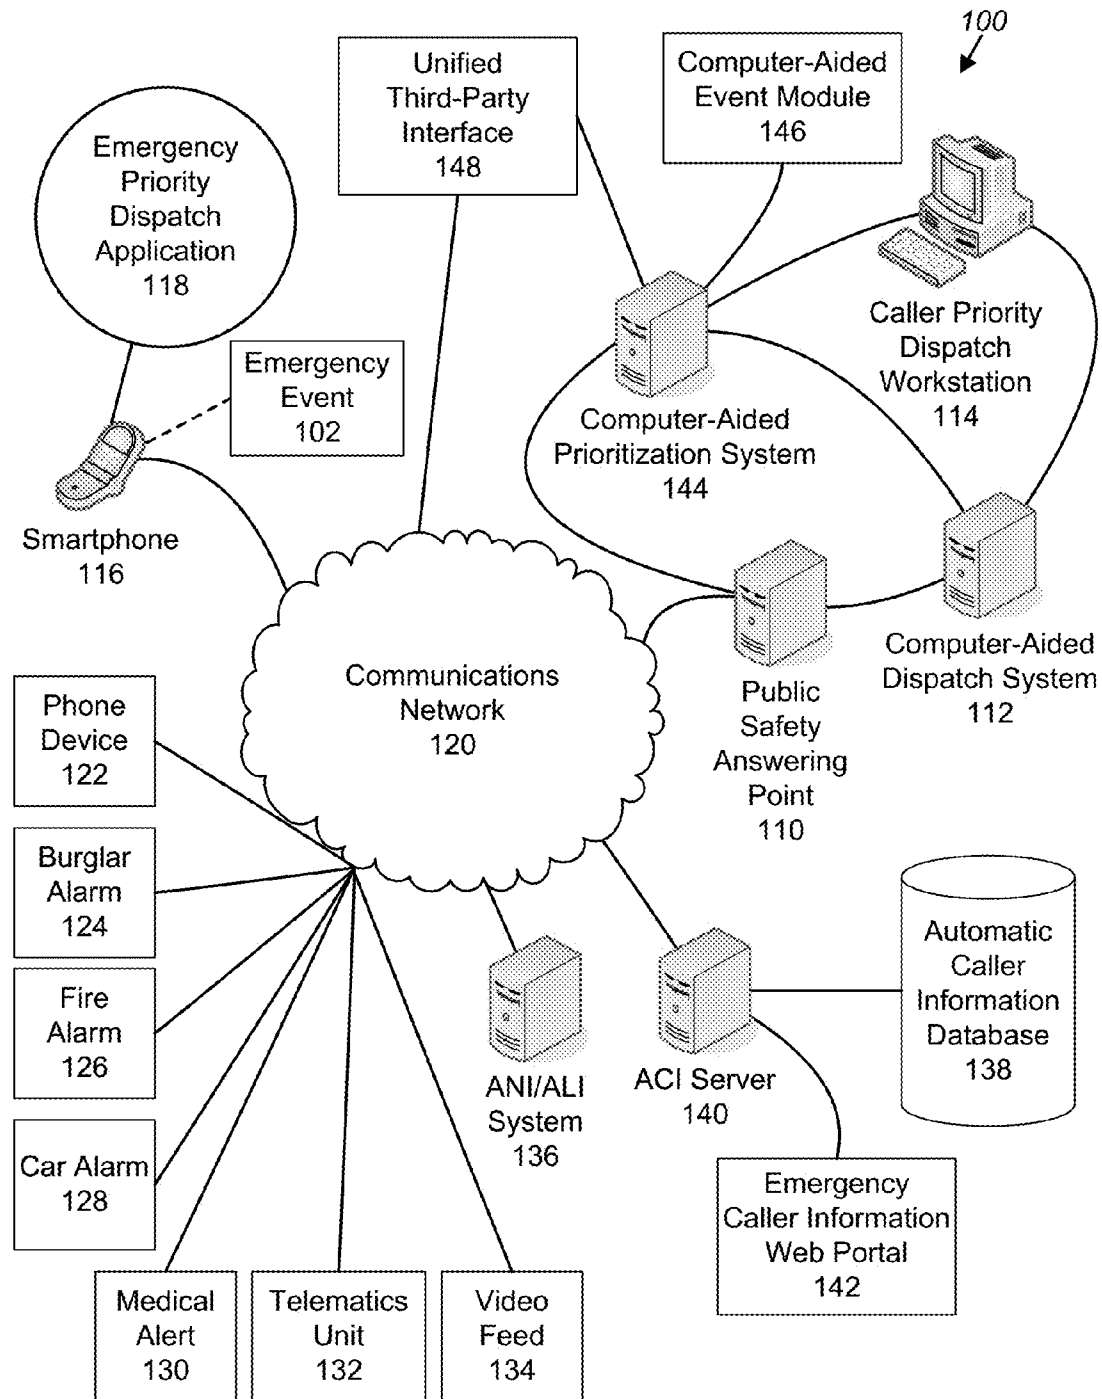 100
Unified
Third-Party
Interface
148
Computer-Aided
Event Module
146
Emergency
Priority
Dispatch
Application
118
Caller Priority
Dispatch
Workstation
114
Emergency
Event
102
Computer-Aided
Prioritization System
144
Smartphone
116
Communications
Network
120
Public
Safety
Answering
Point
110
Computer-Aided
Dispatch System
112
Phone
Device
122
Burglar
Alarm
124
Fire
Alarm
126
Car Alarm
128
Medical
Alert
130
Telematics
Unit
132
Video
Feed
134
ANI/ALI
System
136
ACI Server
140
Automatic
Caller
Information
Database
138
Emergency
Caller Information
Web Portal
142